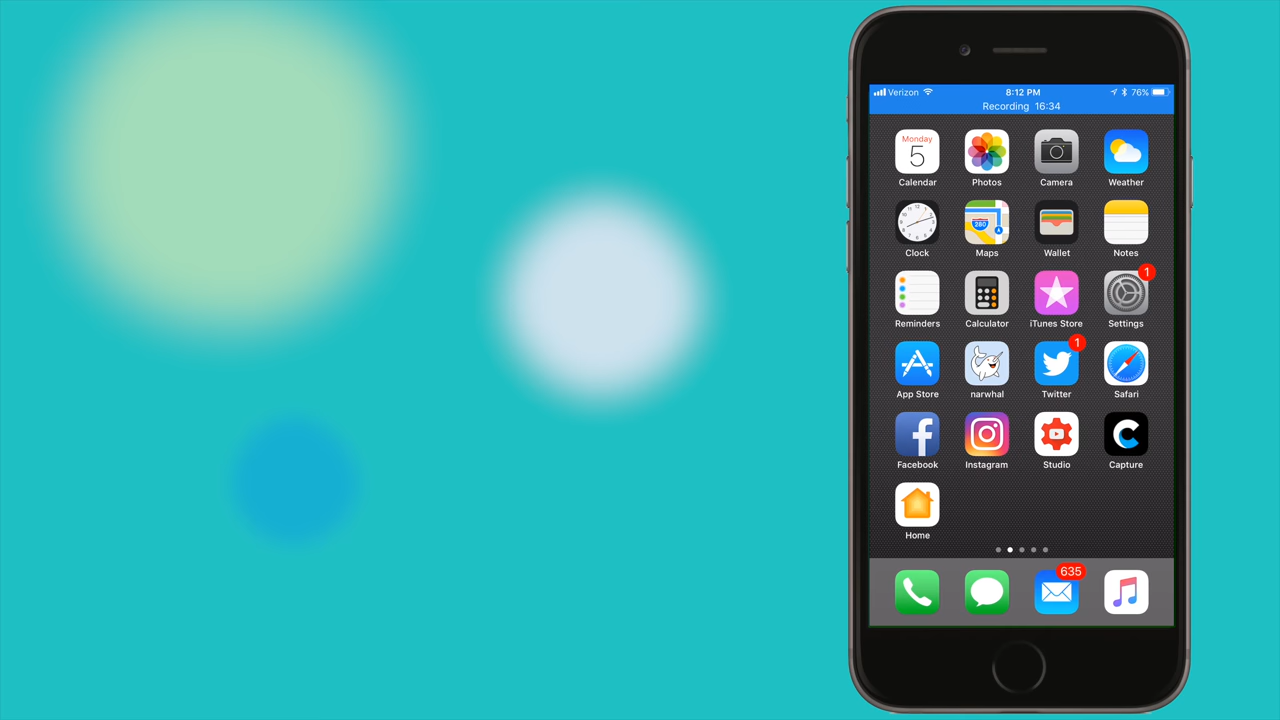 Verizon 8:12 PM 76%
Recording 16:34
Monday
5
Calendar Photos Camera Weather
280
Clock Maps Wallet Notes
1
Reminders Calculator iTunes Store Settings
1
App Store narwhal Twitter Safari
Facebook Instagram Studio Capture
Home
635